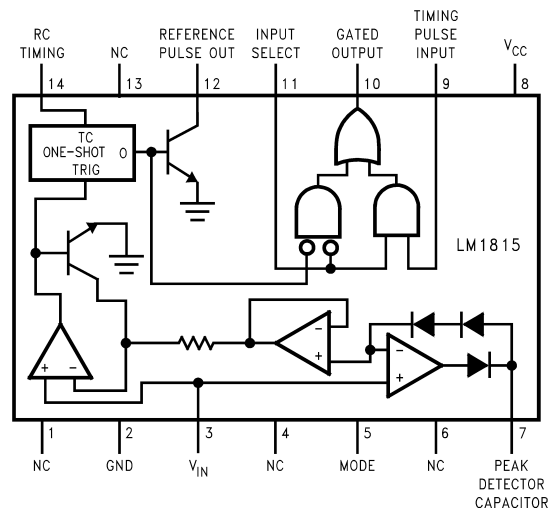 RC
TIMING
NC
REFERENCE
PULSE OUT
INPUT
SELECT
GATED
OUTPUT
TIMING
PULSE
INPUT
VCC
14
13
12
11
10
9
8
TC
ONE-SHOT O
TRIG
LM1815
+ −
−
+
−
+
1
2
3
4
5
6
7
NC
GND
VIN
NC
MODE
NC
PEAK
DETECTOR
CAPACITOR